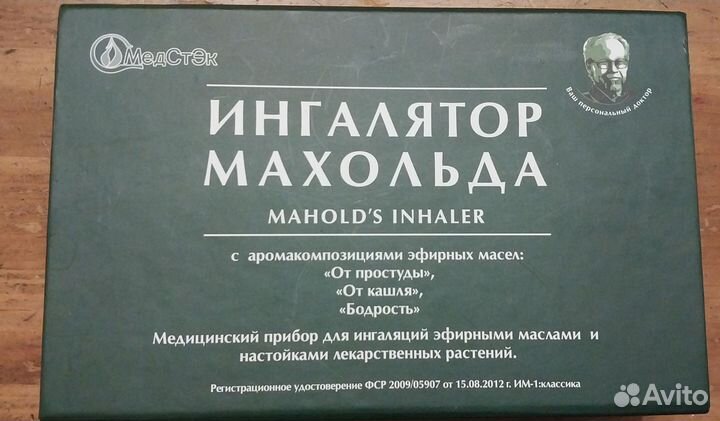 МедСтЭк
Ваш персональный доктор
ИНГАЛЯТОР
МАХОЛЬДА
MAHOLD'S INHALER
с аромакомпозициями эфирных масел:
«От простуды»,
«От кашля»,
«Бодрость»
Медицинский прибор для ингаляций эфирными маслами и
настойками лекарственных растений.
Регистрационное удостоверение ФСР 2009/05907 от 15.08.2012 г. ИМ-1:классика
Avito